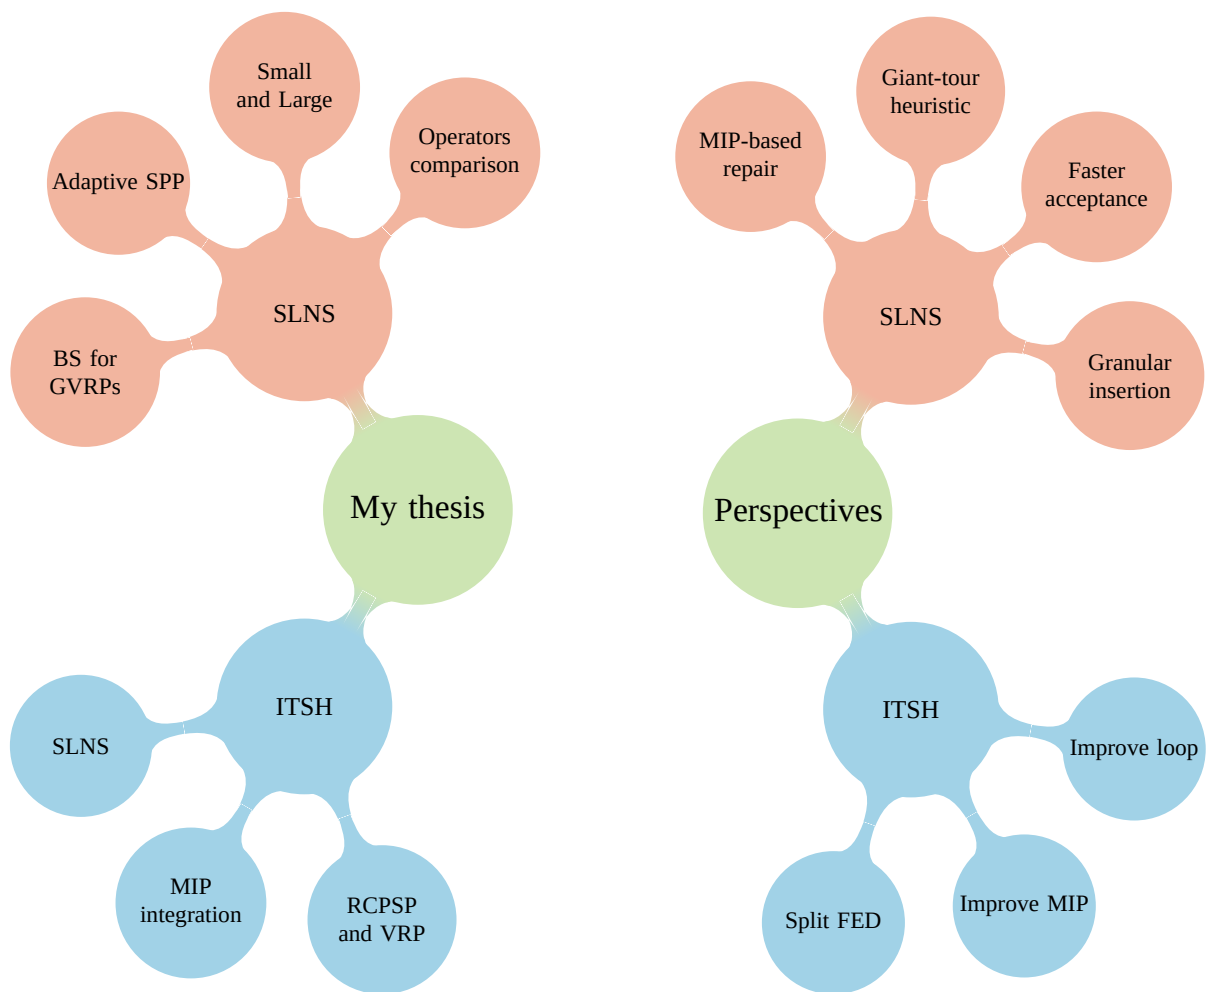 Small
and Large
Operators
comparison
Adaptive SPP
SLNS
BS for
GVRPs
My thesis
ITSH
SLNS
MIP
integration
RCPSP
and VRP
Giant-tour
heuristic
MIP-based
repair
Faster
acceptance
SLNS
Granular
insertion
Perspectives
ITSH
Improve loop
Improve MIP
Split FED